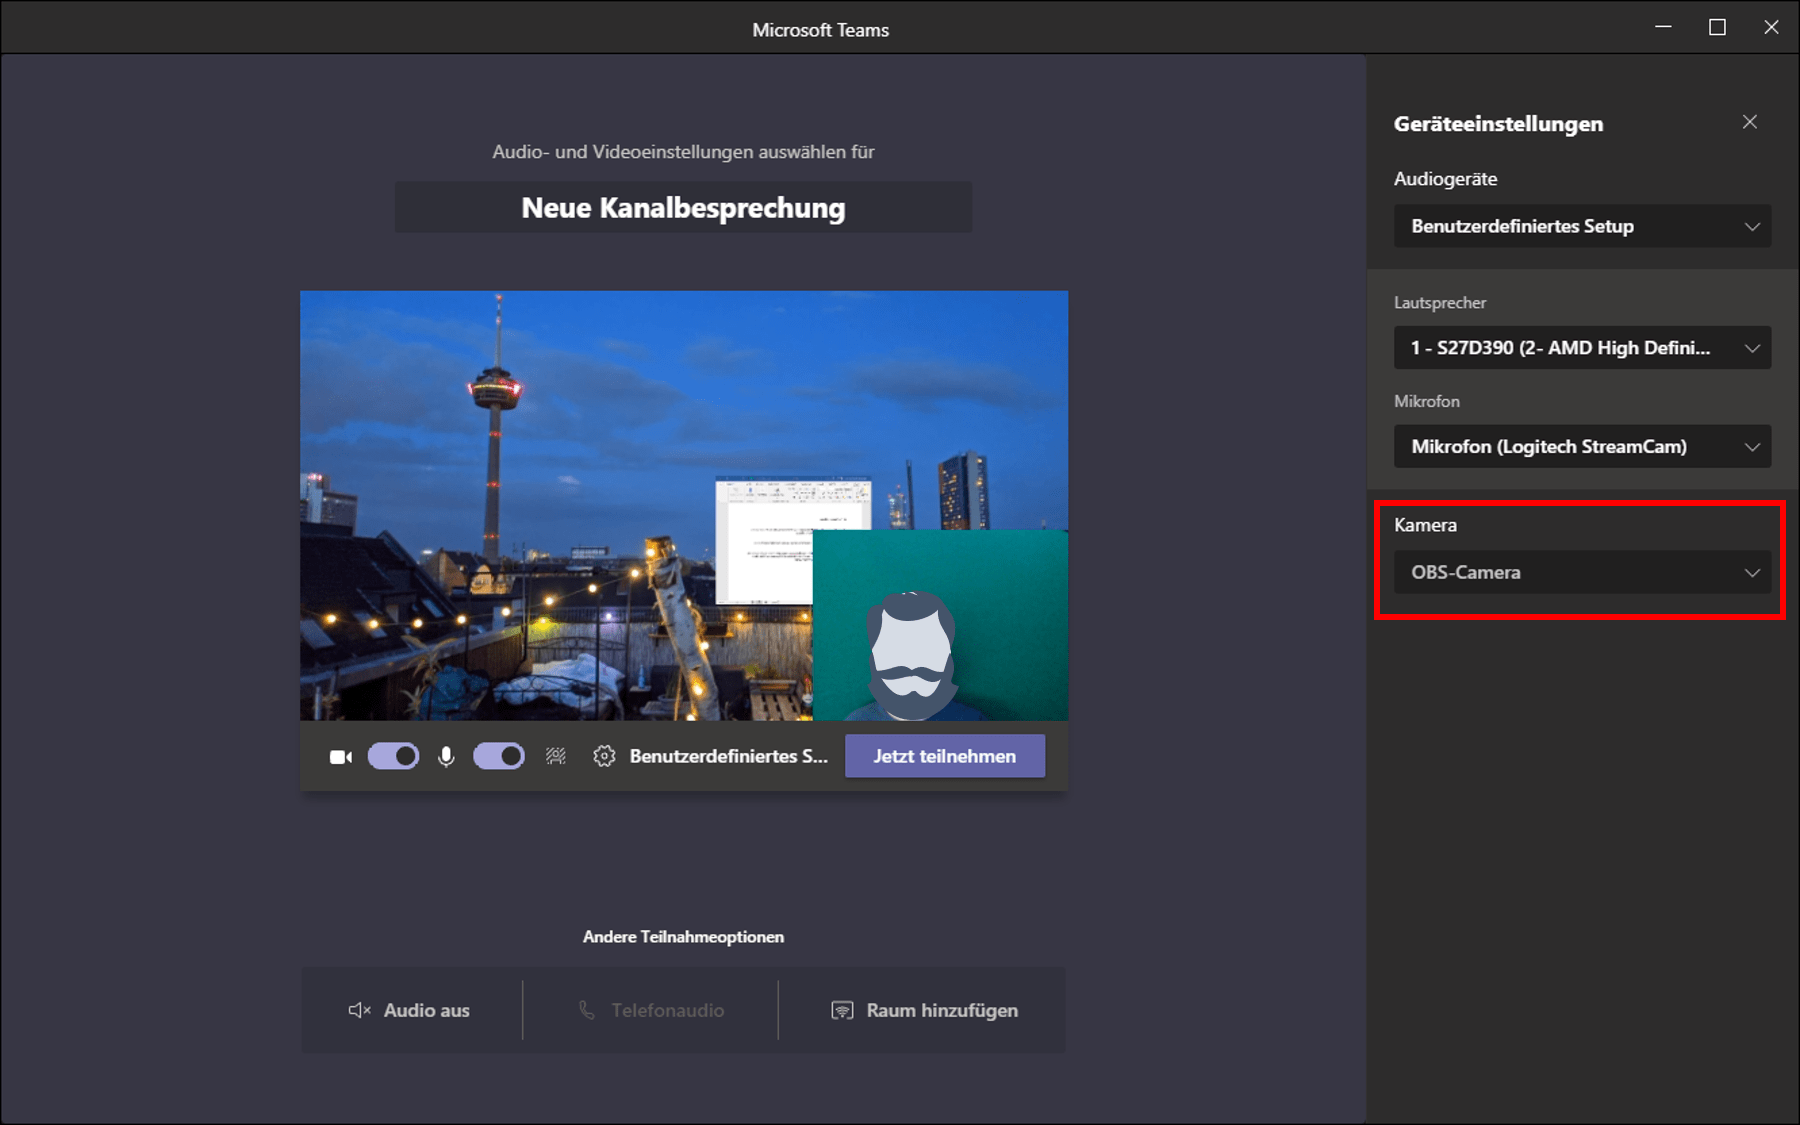 Microsoft Teams
Audio- und Videoeinstellungen auswählen für
Neue Kanalbesprechung
Benutzerdefiniertes S...
Jetzt teilnehmen
Andere Teilnahmeoptionen
Audio aus
Telefonaudio
Raum hinzufügen
Geräteeinstellungen
Audiogeräte
Benutzerdefiniertes Setup
Lautsprecher
1 - S27D390 (2- AMD High Defini...
Mikrofon
Mikrofon (Logitech StreamCam)
Kamera
OBS-Camera